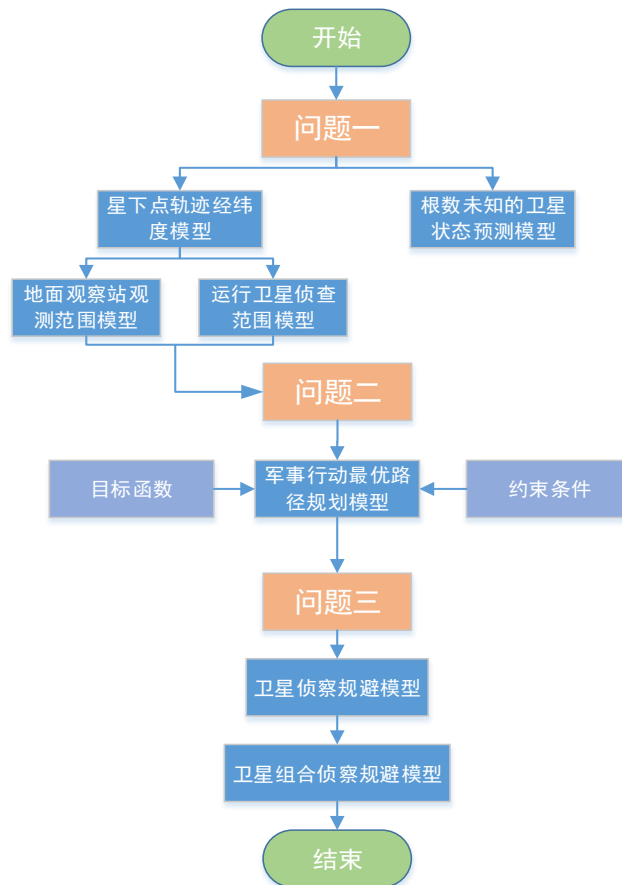 开始
问题一
星下点轨迹经纬
度模型
根数未知的卫星
状态预测模型
地面观察站观
测范围模型
运行卫星侦查
范围模型
问题二
目标函数
军事行动最优路
径规划模型
约束条件
问题三
卫星侦察规避模型
卫星组合侦察规避模型
结束